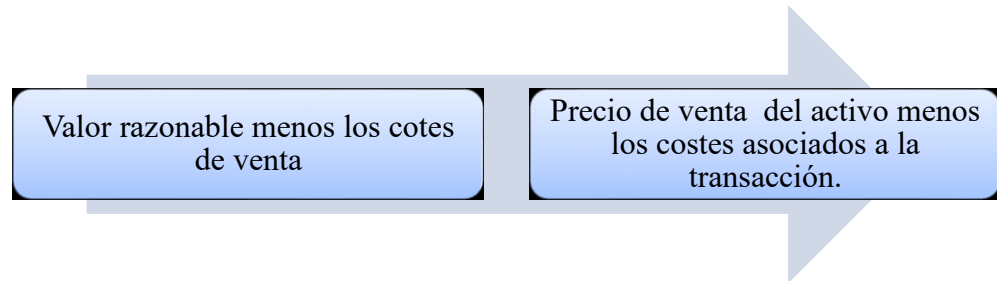 Valor razonable menos los cotes
de venta
Precio de venta del activo menos
los costes asociados a la
transacción.